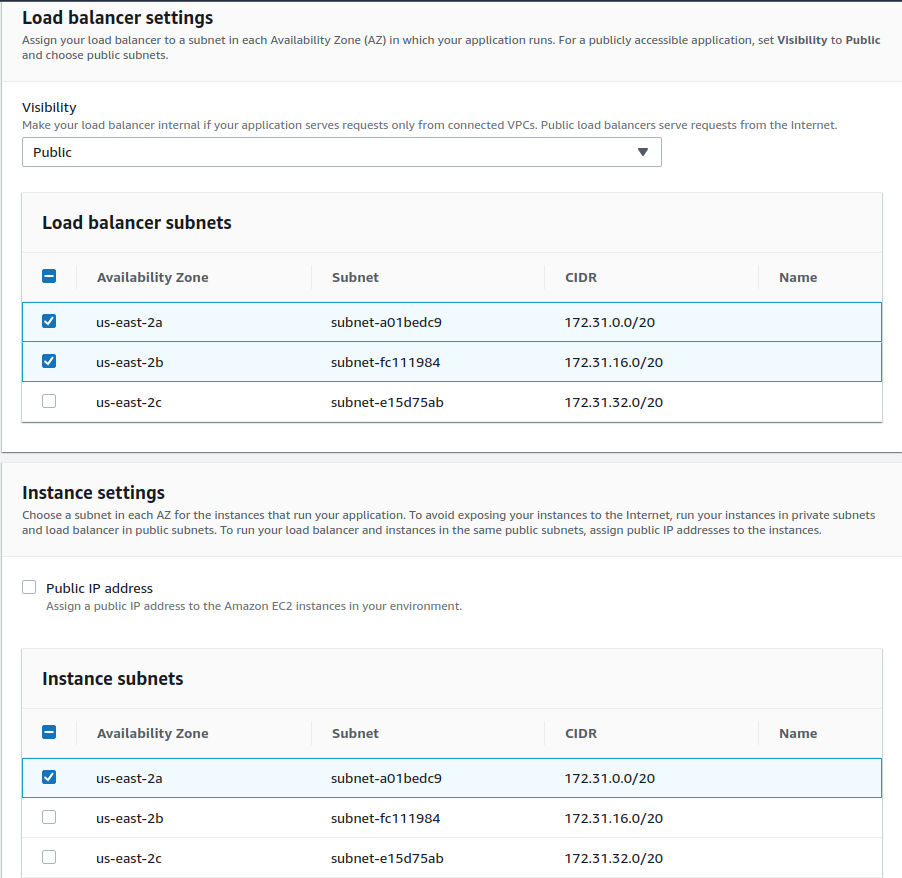 Load balancer settings
Assign your load balancer to a subnet in each Availability Zone (AZ) in which your application runs. For a publicly accessible application, set Visibility to Public
and choose public subnets.
Visibility
Make your load balancer internal if your application serves requests only from connected VPCs. Public load balancers serve requests from the Internet.
Public
Load balancer subnets
Availability Zone Subnet CIDR Name
us-east-2a subnet-a01bedc9 172.31.0.0/20
us-east-2b subnet-fc111984 172.31.16.0/20
us-east-2c subnet-e15d75ab 172.31.32.0/20
Instance settings
Choose a subnet in each AZ for the instances that run your application. To avoid exposing your instances to the Internet, run your instances in private subnets
and load balancer in public subnets. To run your load balancer and instances in the same public subnets, assign public IP addresses to the instances.
Public IP address
Assign a public IP address to the Amazon EC2 instances in your environment.
Instance subnets
Availability Zone Subnet CIDR Name
us-east-2a subnet-a01bedc9 172.31.0.0/20
us-east-2b subnet-fc111984 172.31.16.0/20
us-east-2c subnet-e15d75ab 172.31.32.0/20